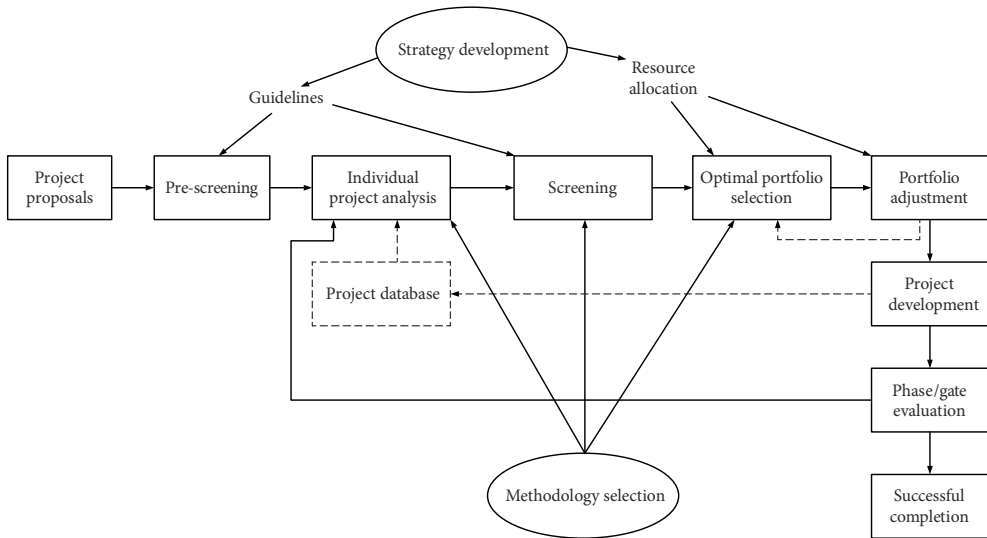 Strategy development
Resource
allocation
Guidelines
Project
proposals
Pre-screening
Individual
project analysis
Screening
Optimal portfolio
selection
Portfolio
adjustment
Project database
Project
development
Phase/gate
evaluation
Methodology selection
Successful
completion